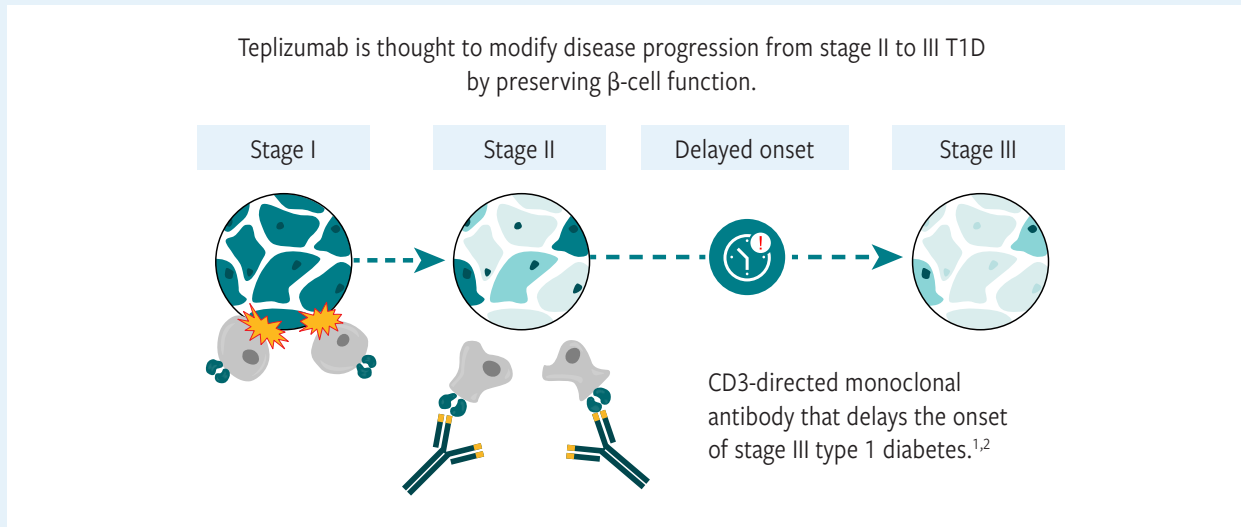 Teplizumab is thought to modify disease progression from stage II to III T1D
by preserving β-cell function.
Stage I
Stage II
Delayed onset
Stage III
!
CD3-directed monoclonal
antibody that delays the onset
of stage III type 1 diabetes.1,2